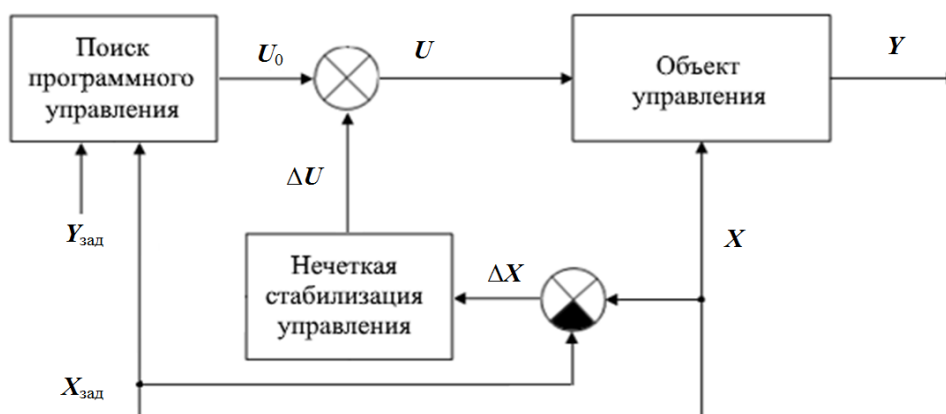 Поиск
программного
управления
U₀
U
Объект
управления
Y
ΔU
Yзад
Нечеткая
стабилизация
управления
ΔX
X
Xзад